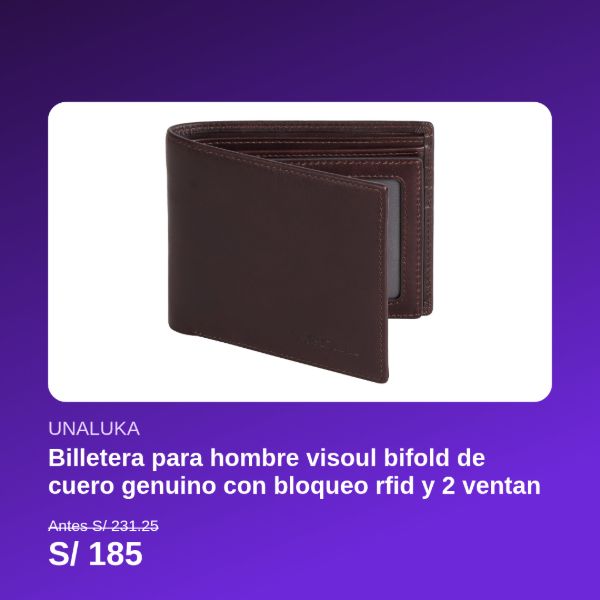 UNALUKA
Billetera para hombre visoul bifold de
cuero genuino con bloqueo rfid y 2 ventan
Antes S/ 231.25
S/ 185